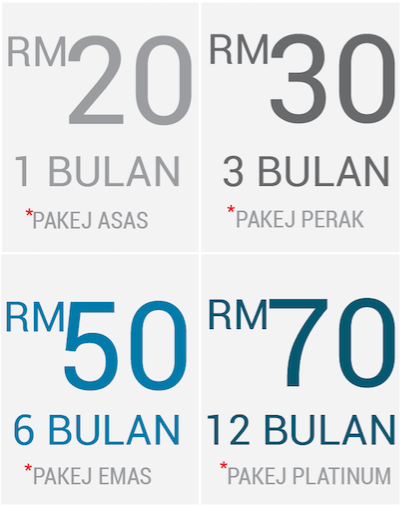 RM20
1 BULAN
*PAKEJ ASAS
RM30
3 BULAN
*PAKEJ PERAK
RM50
6 BULAN
*PAKEJ EMAS
RM70
12 BULAN
*PAKEJ PLATINUM